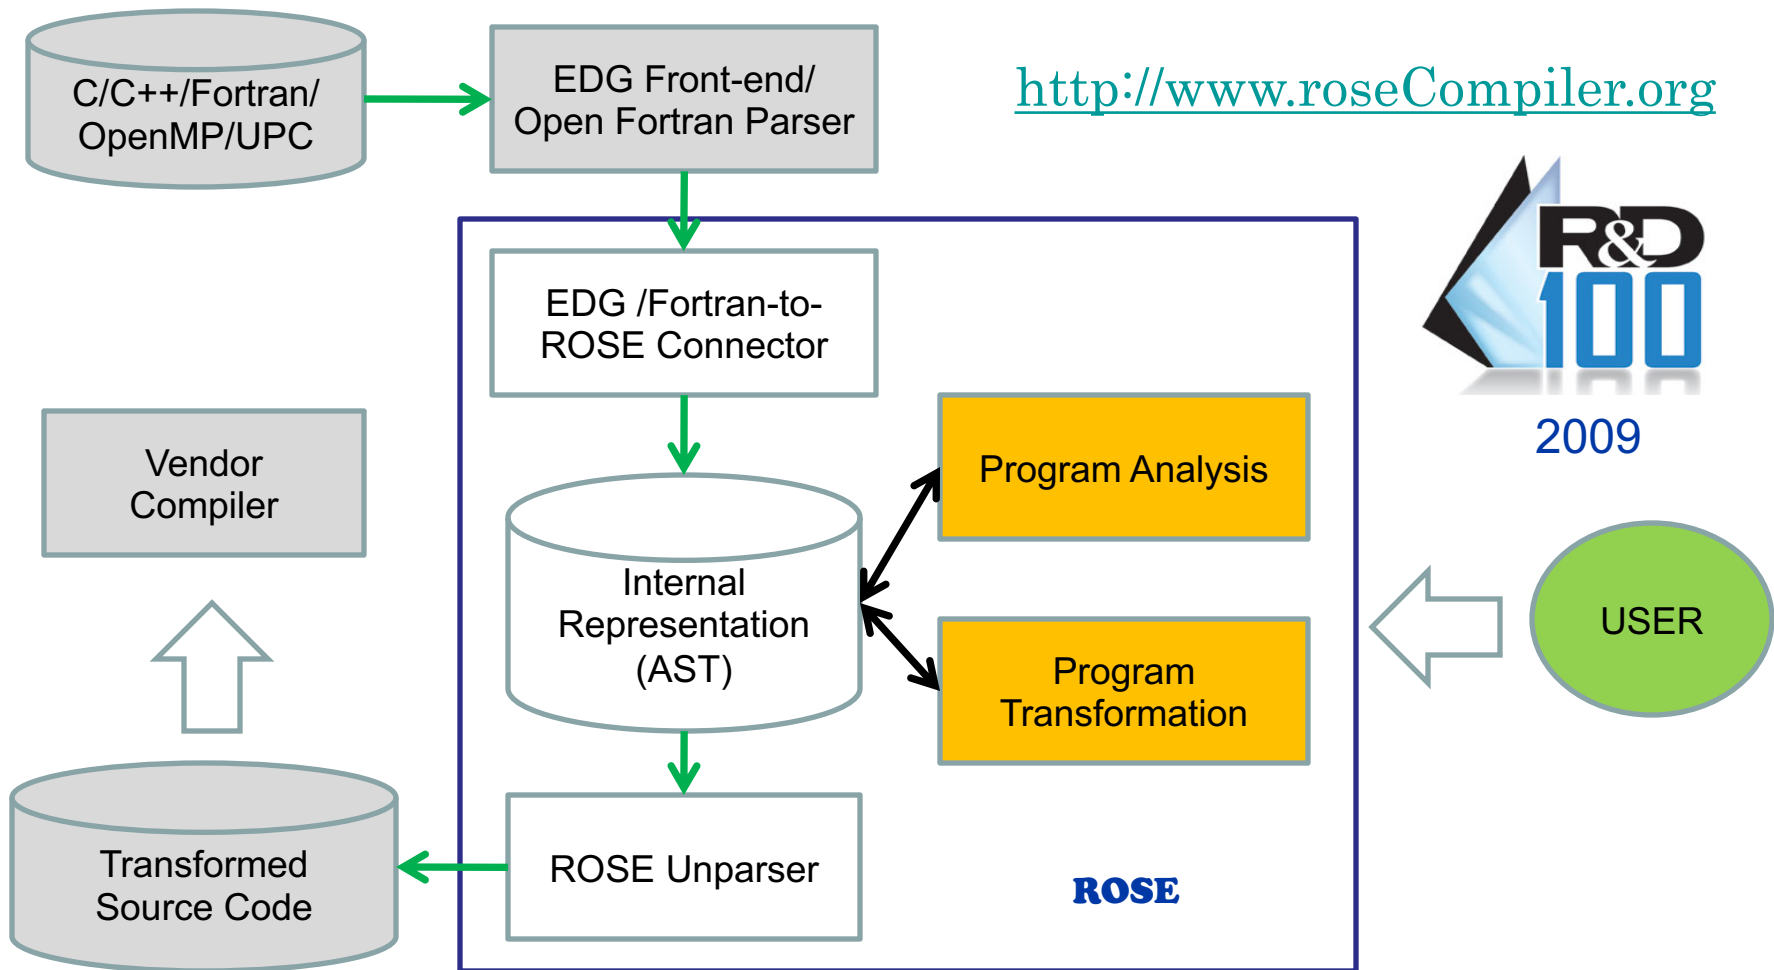 C/C++/Fortran/
OpenMP/UPC
EDG Front-end/
Open Fortran Parser
http://www.roseCompiler.org
R&D
100
2009
EDG /Fortran-to-
ROSE Connector
Vendor
Compiler
Program Analysis
Internal
Representation
(AST)
USER
Program
Transformation
Transformed
Source Code
ROSE Unparser
ROSE